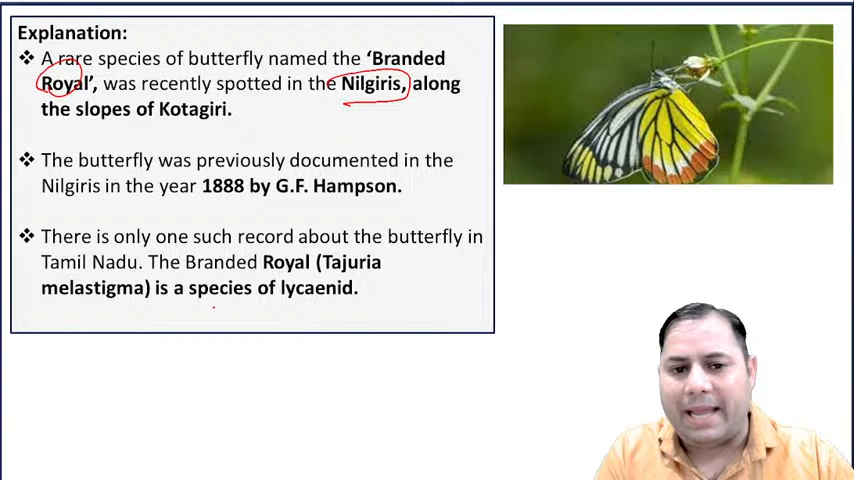 Explanation:
❖ A rare species of butterfly named the ‘Branded
Royal’, was recently spotted in the Nilgiris, along
the slopes of Kotagiri.
❖ The butterfly was previously documented in the
Nilgiris in the year 1888 by G.F. Hampson.
❖ There is only one such record about the butterfly in
Tamil Nadu. The Branded Royal (Tajuria
melastigma) is a species of lycaenid.